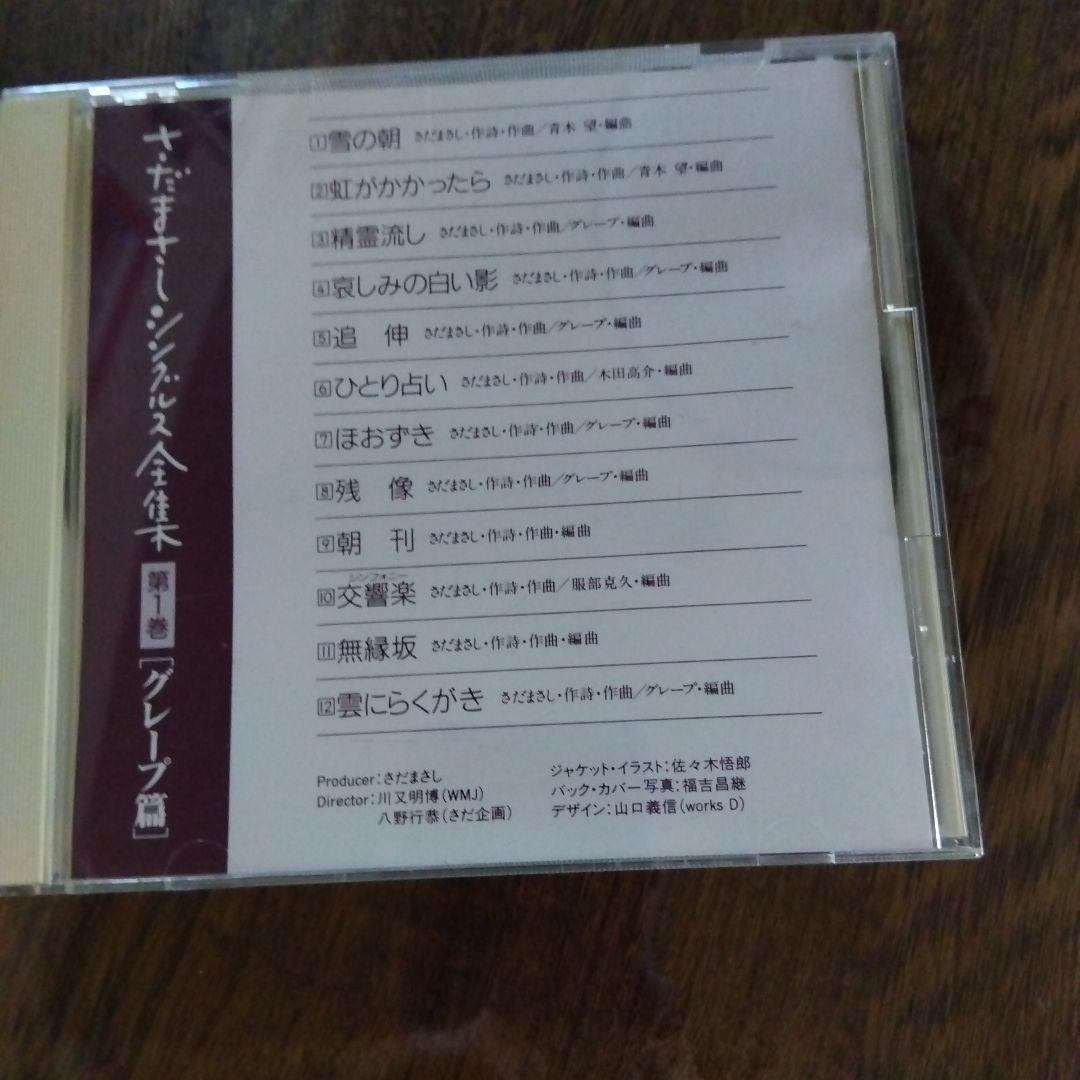 さだまさしシングルス全集 第1巻 [グレープ篇]
1 雪の朝 さだまさし・作詩・作曲/青木 望・編曲
2 虹がかかったら さだまさし・作詩・作曲/青木 望・編曲
3 精霊流し さだまさし・作詩・作曲/グレープ・編曲
4 哀しみの白い影 さだまさし・作詩・作曲/グレープ・編曲
5 追 伸 さだまさし・作詩・作曲/グレープ・編曲
6 ひとり占い さだまさし・作詩・作曲/木田高介・編曲
7 ほおずき さだまさし・作詩・作曲/グレープ・編曲
8 残 像 さだまさし・作詩・作曲/グレープ・編曲
9 朝 刊 さだまさし・作詩・作曲・編曲
シンフォニー
10 交響楽 さだまさし・作詩・作曲/服部克久・編曲
11 無縁坂 さだまさし・作詩・作曲・編曲
12 雲にらくがき さだまさし・作詩・作曲/グレープ・編曲
Producer:さだまさし
Director:川又明博(WMJ)
八野行恭(さだ企画)
ジャケット・イラスト:佐々木悟郎
バック・カバー写真:福吉昌継
デザイン:山口義信(works D)